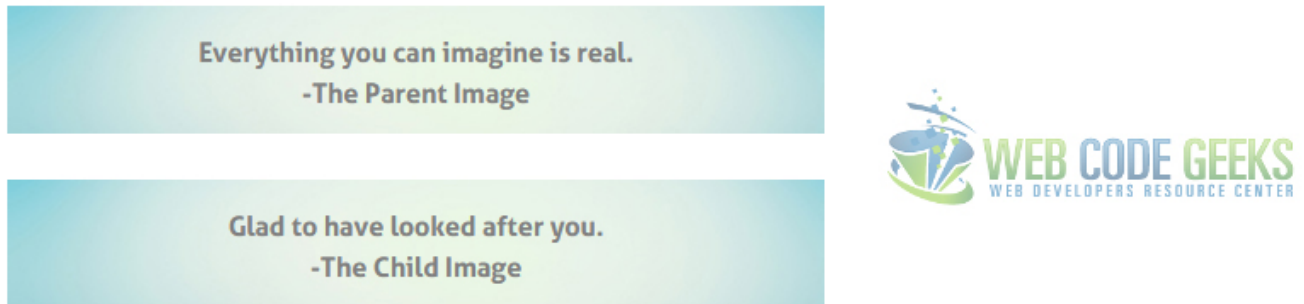 Everything you can imagine is real.
-The Parent Image
Glad to have looked after you.
-The Child Image
WEB CODE GEEKS
WEB DEVELOPERS RESOURCE CENTER